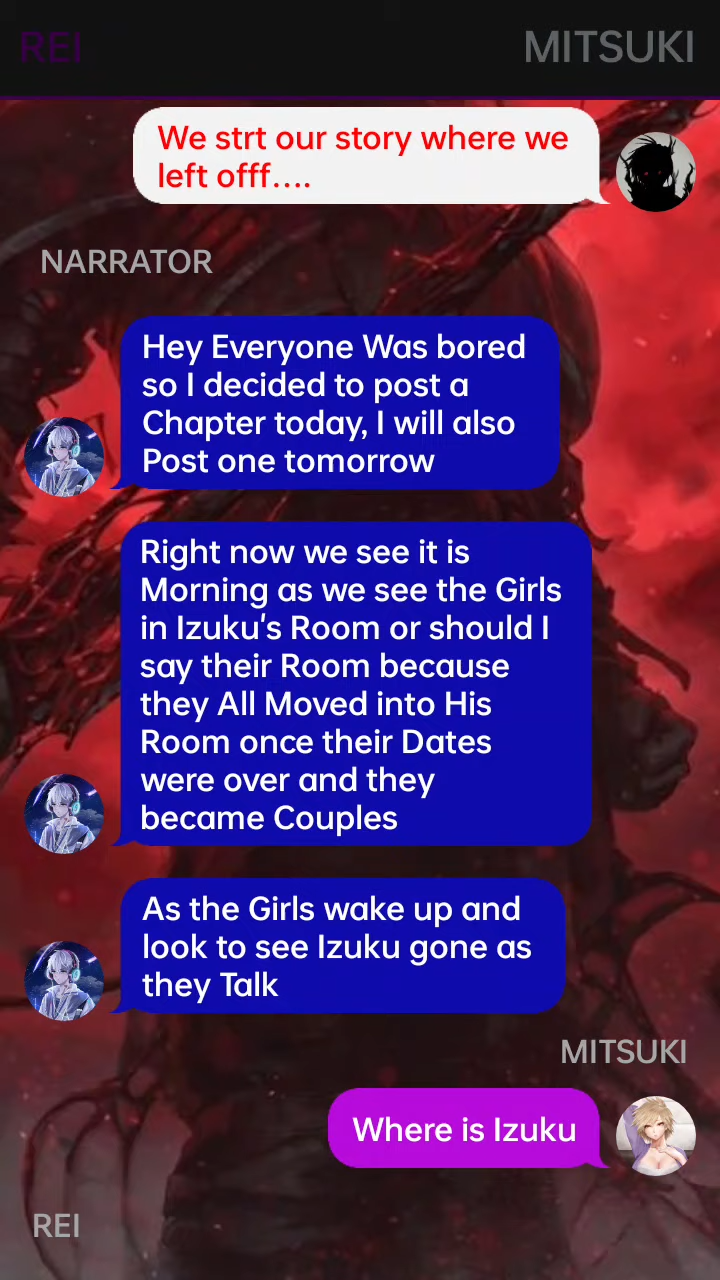 REI
MITSUKI
We strt our story where we
left offf....
NARRATOR
Hey Everyone Was bored
so I decided to post a
Chapter today, I will also
Post one tomorrow
Right now we see it is
Morning as we see the Girls
in Izuku's Room or should I
say their Room because
they All Moved into His
Room once their Dates
were over and they
became Couples
As the Girls wake up and
look to see Izuku gone as
they Talk
MITSUKI
Where is Izuku
REI